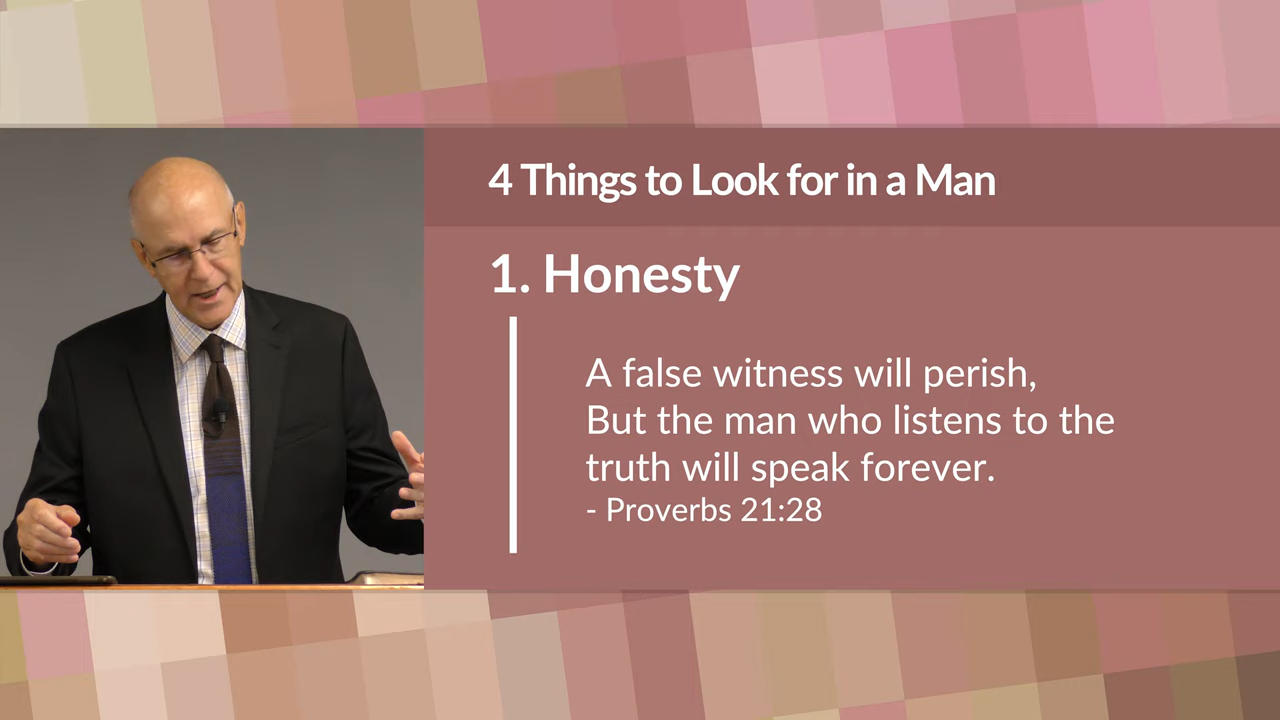 4 Things to Look for in a Man
1. Honesty
A false witness will perish,
But the man who listens to the
truth will speak forever.
- Proverbs 21:28